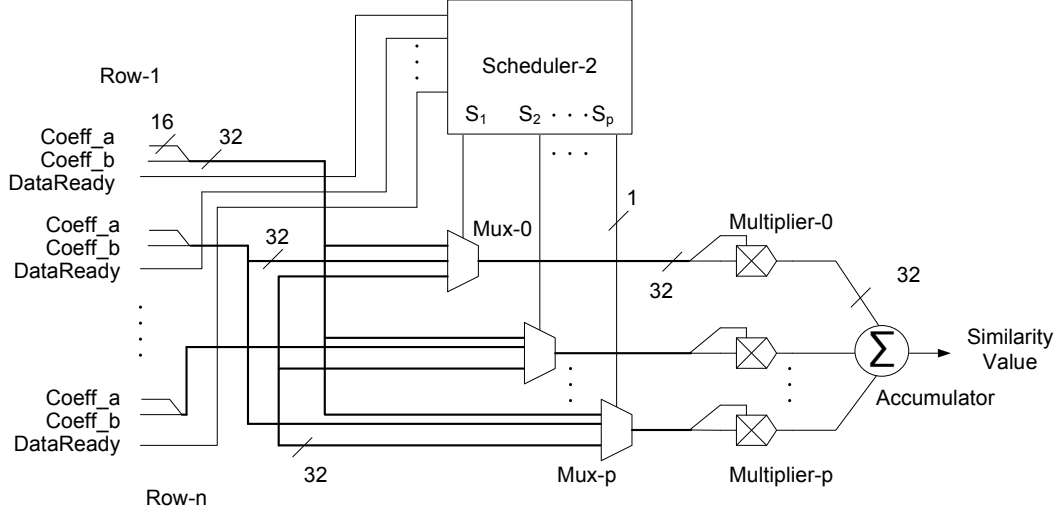 Scheduler-2
S1 S2 · · · Sp
Row-1
16
32
Coeff_a
Coeff_b
DataReady
1
Coeff_a
Coeff_b
DataReady
32
Mux-0
Multiplier-0
32
32
Similarity
Value
Σ
Accumulator
Coeff_a
Coeff_b
DataReady
32
Mux-p
Multiplier-p
Row-n